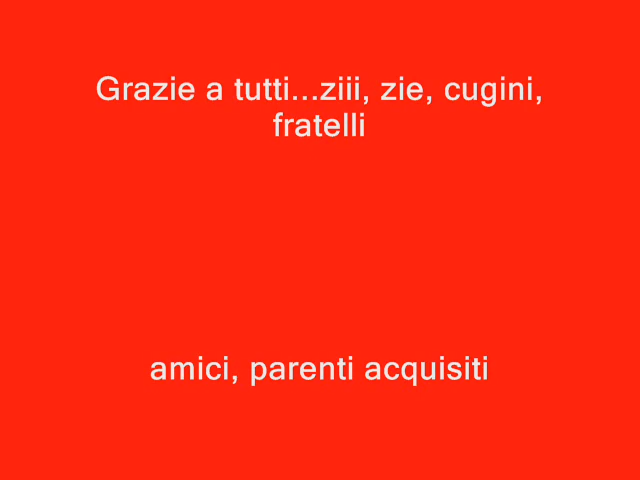 Grazie a tutti...ziii, zie, cugini,
fratelli
amici, parenti acquisiti